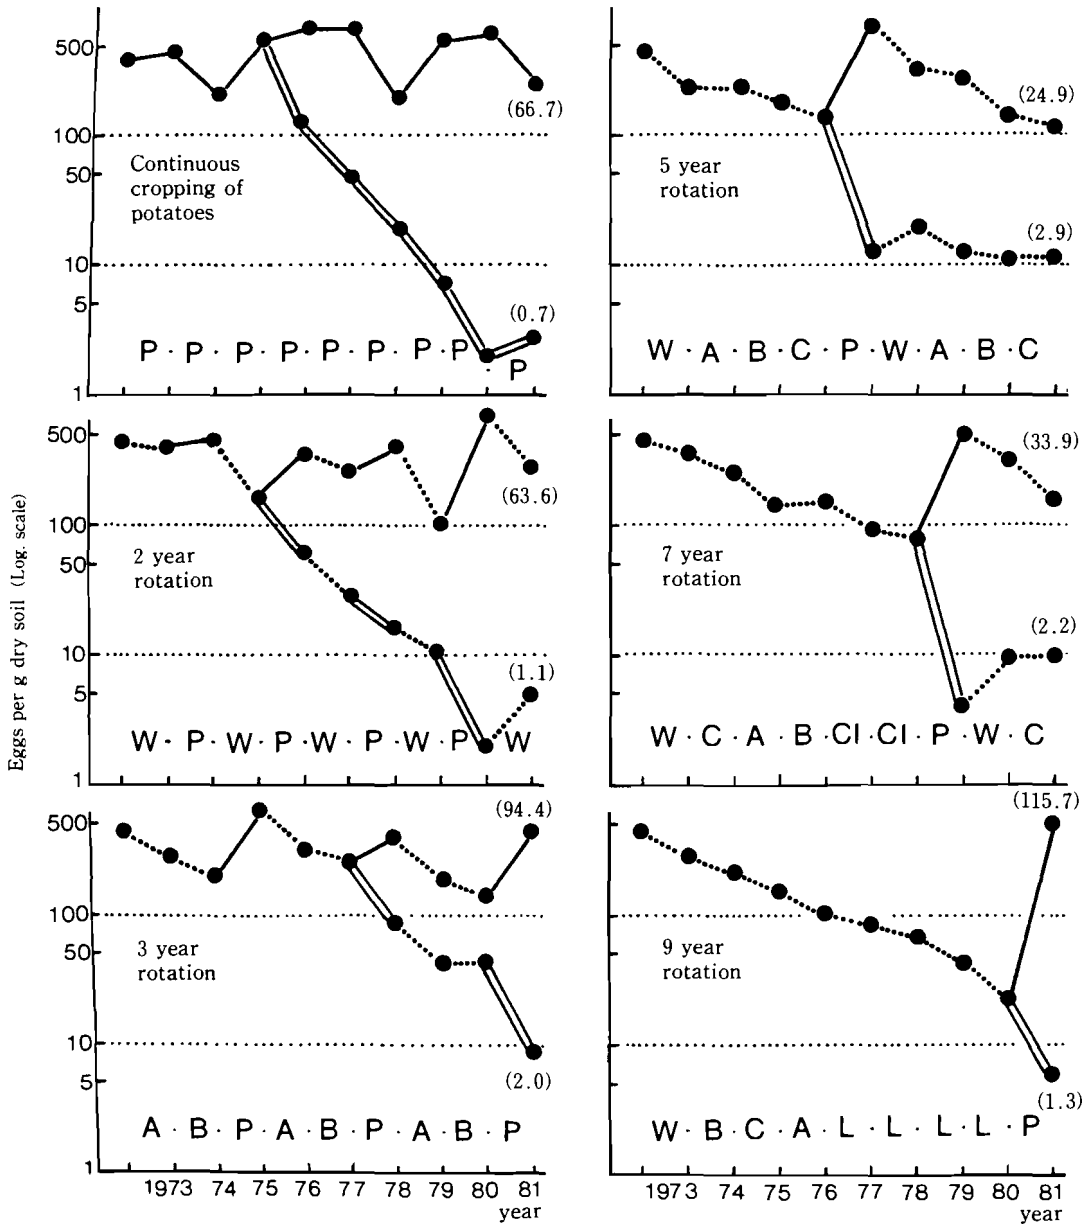 Eggs per g dry soil (Log. scale)
500
100
50
10
5
1
(66.7)
Continuous
cropping of
potatoes
(0.7)
P · P · P · P · P · P · P · P · P
(24.9)
5 year
rotation
(2.9)
W · A · B · C · P · W · A · B · C
500
100
50
10
5
1
(63.6)
2 year
rotation
(1.1)
W · P · W · P · W · P · W · P · W
(33.9)
7 year
rotation
(2.2)
W · C · A · B · Cl · Cl · P · W · C
500
100
50
10
5
1
(94.4)
3 year
rotation
(2.0)
A · B · P · A · B · P · A · B · P
1973 74 75 76 77 78 79 80 81
year
(115.7)
9 year
rotation
(1.3)
W · B · C · A · L · L · L · L · P
1973 74 75 76 77 78 79 80 81
year